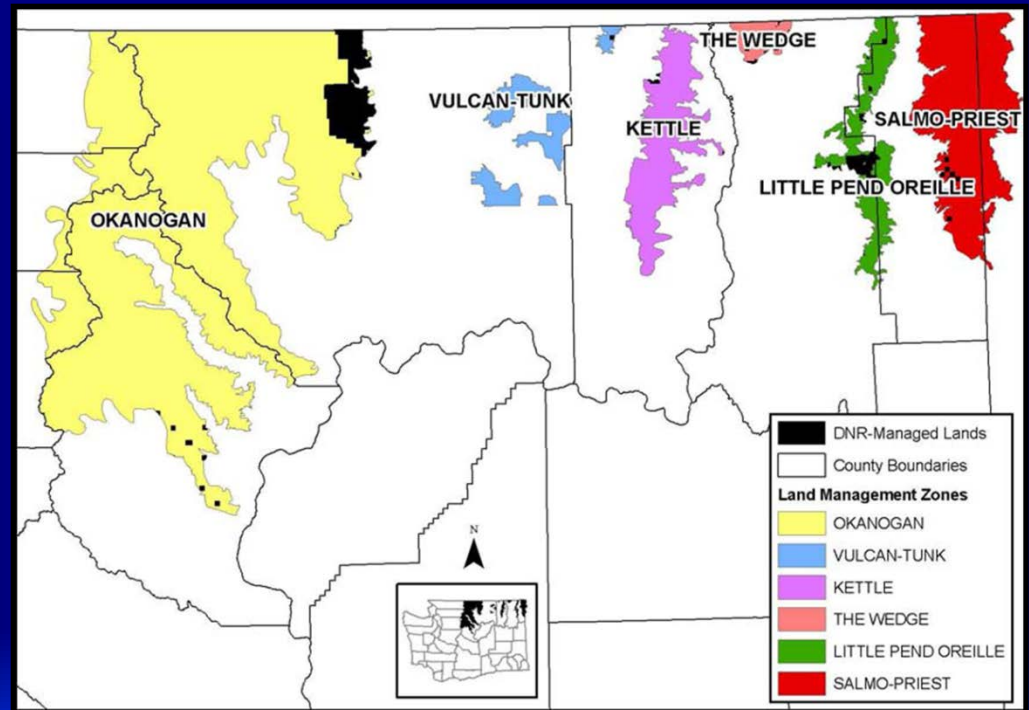 THE WEDGE
VULCAN-TUNK
KETTLE
SALMO-PRIEST
LITTLE PEND OREILLE
OKANOGAN
N
DNR-Managed Lands
County Boundaries
Land Management Zones
OKANOGAN
VULCAN-TUNK
KETTLE
THE WEDGE
LITTLE PEND OREILLE
SALMO-PRIEST